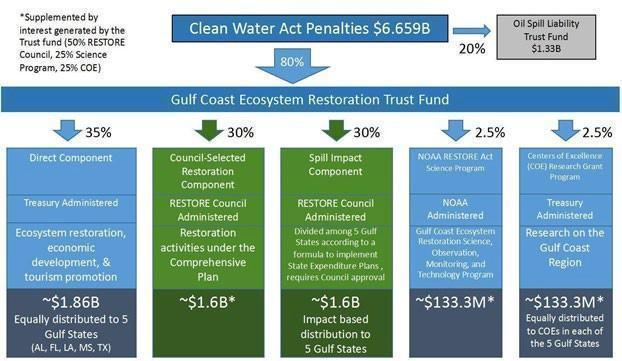 *Supplemented by
interest generated by the
Trust fund (50% RESTORE
Council, 25% Science
Program, 25% COE)
Clean Water Act Penalties $6.659B
20%
Oil Spill Liability
Trust Fund
$1.33B
80%
Gulf Coast Ecosystem Restoration Trust Fund
35%
30%
30%
2.5%
2.5%
Direct Component
Treasury Administered
Ecosystem restoration,
economic
development, &
tourism promotion
~$1.86B
Equally distributed to 5
Gulf States
(AL, FL, LA, MS, TX)
Council-Selected
Restoration
Component
RESTORE Council
Administered
Restoration
activities under the
Comprehensive
Plan
~$1.6B*
Spill Impact
Component
RESTORE Council
Administered
Divided among 5 Gulf
States according to a
formula to implement
State Expenditure Plans ,
requires Council approval
~$1.6B
Impact based
distribution to
5 Gulf States
NOAA RESTORE Act
Science Program
NOAA
Administered
Gulf Coast Ecosystem
Restoration Science,
Observation,
Monitoring, and
Technology Program
~$133.3M*
Centers of Excellence
(COE) Research Grant
Program
Treasury
Administered
Research on the
Gulf Coast
Region
~$133.3M*
Equally distributed
to COEs in each of
the 5 Gulf States